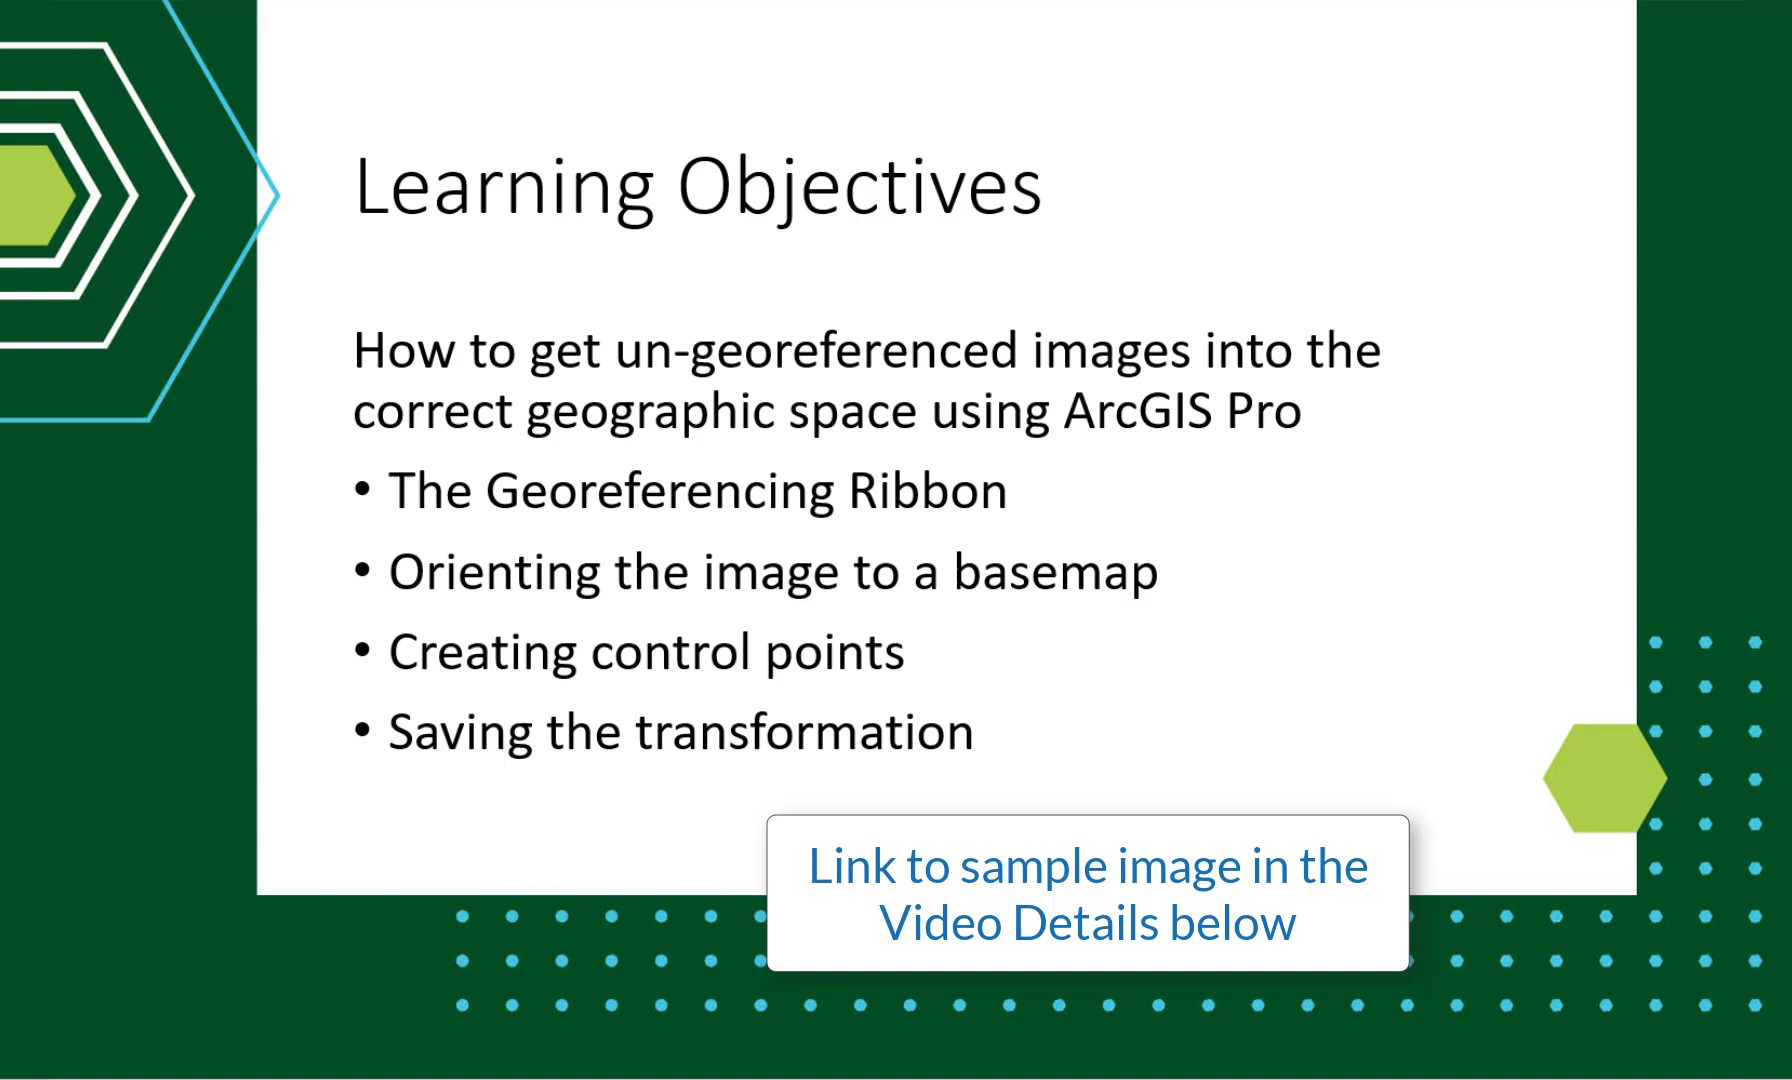 Learning Objectives
How to get un-georeferenced images into the
correct geographic space using ArcGIS Pro
• The Georeferencing Ribbon
• Orienting the image to a basemap
• Creating control points
• Saving the transformation
Link to sample image in the
Video Details below